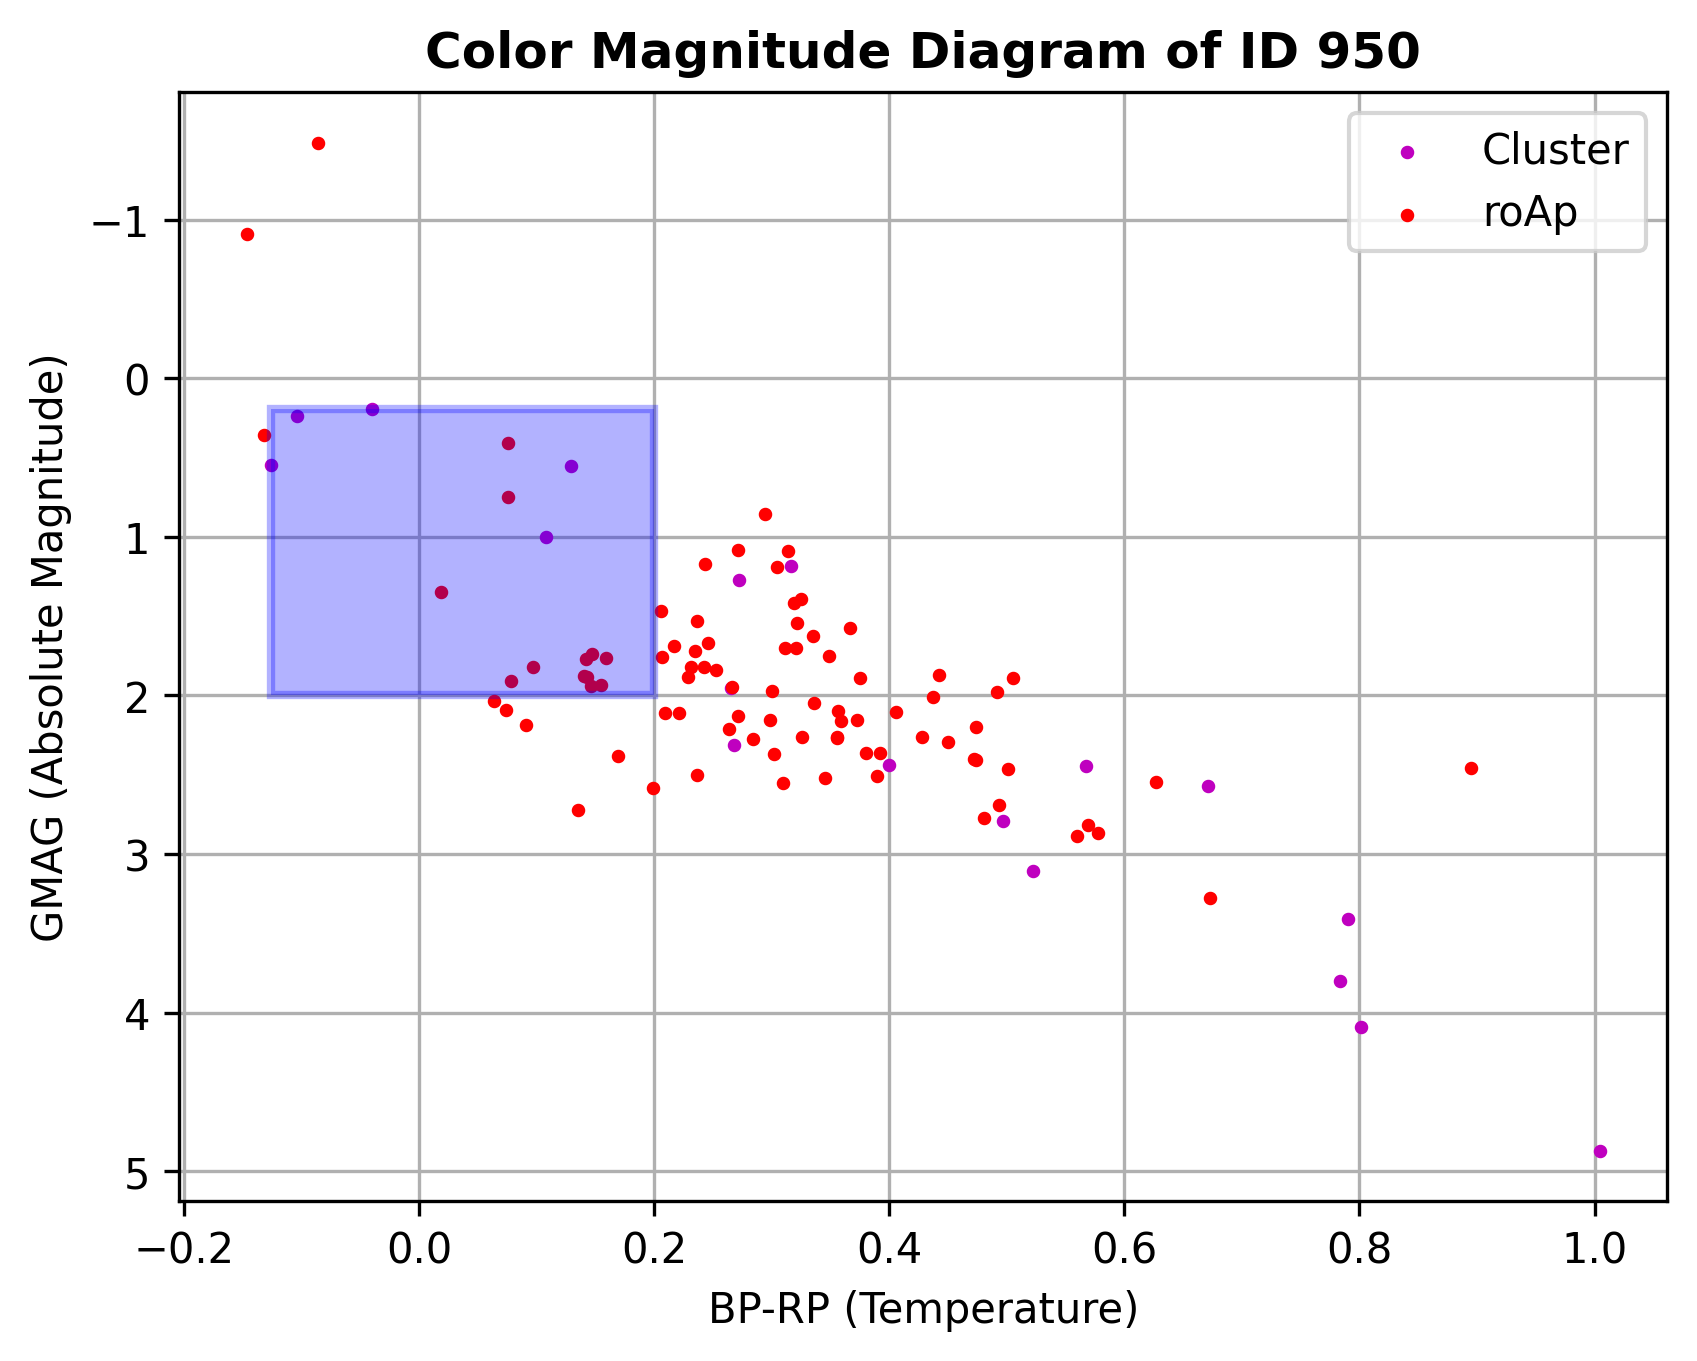 Color Magnitude Diagram of ID 950
Cluster
roAp
−1
0
1
2
3
4
5
GMAG (Absolute Magnitude)
−0.2 0.0 0.2 0.4 0.6 0.8 1.0
BP-RP (Temperature)